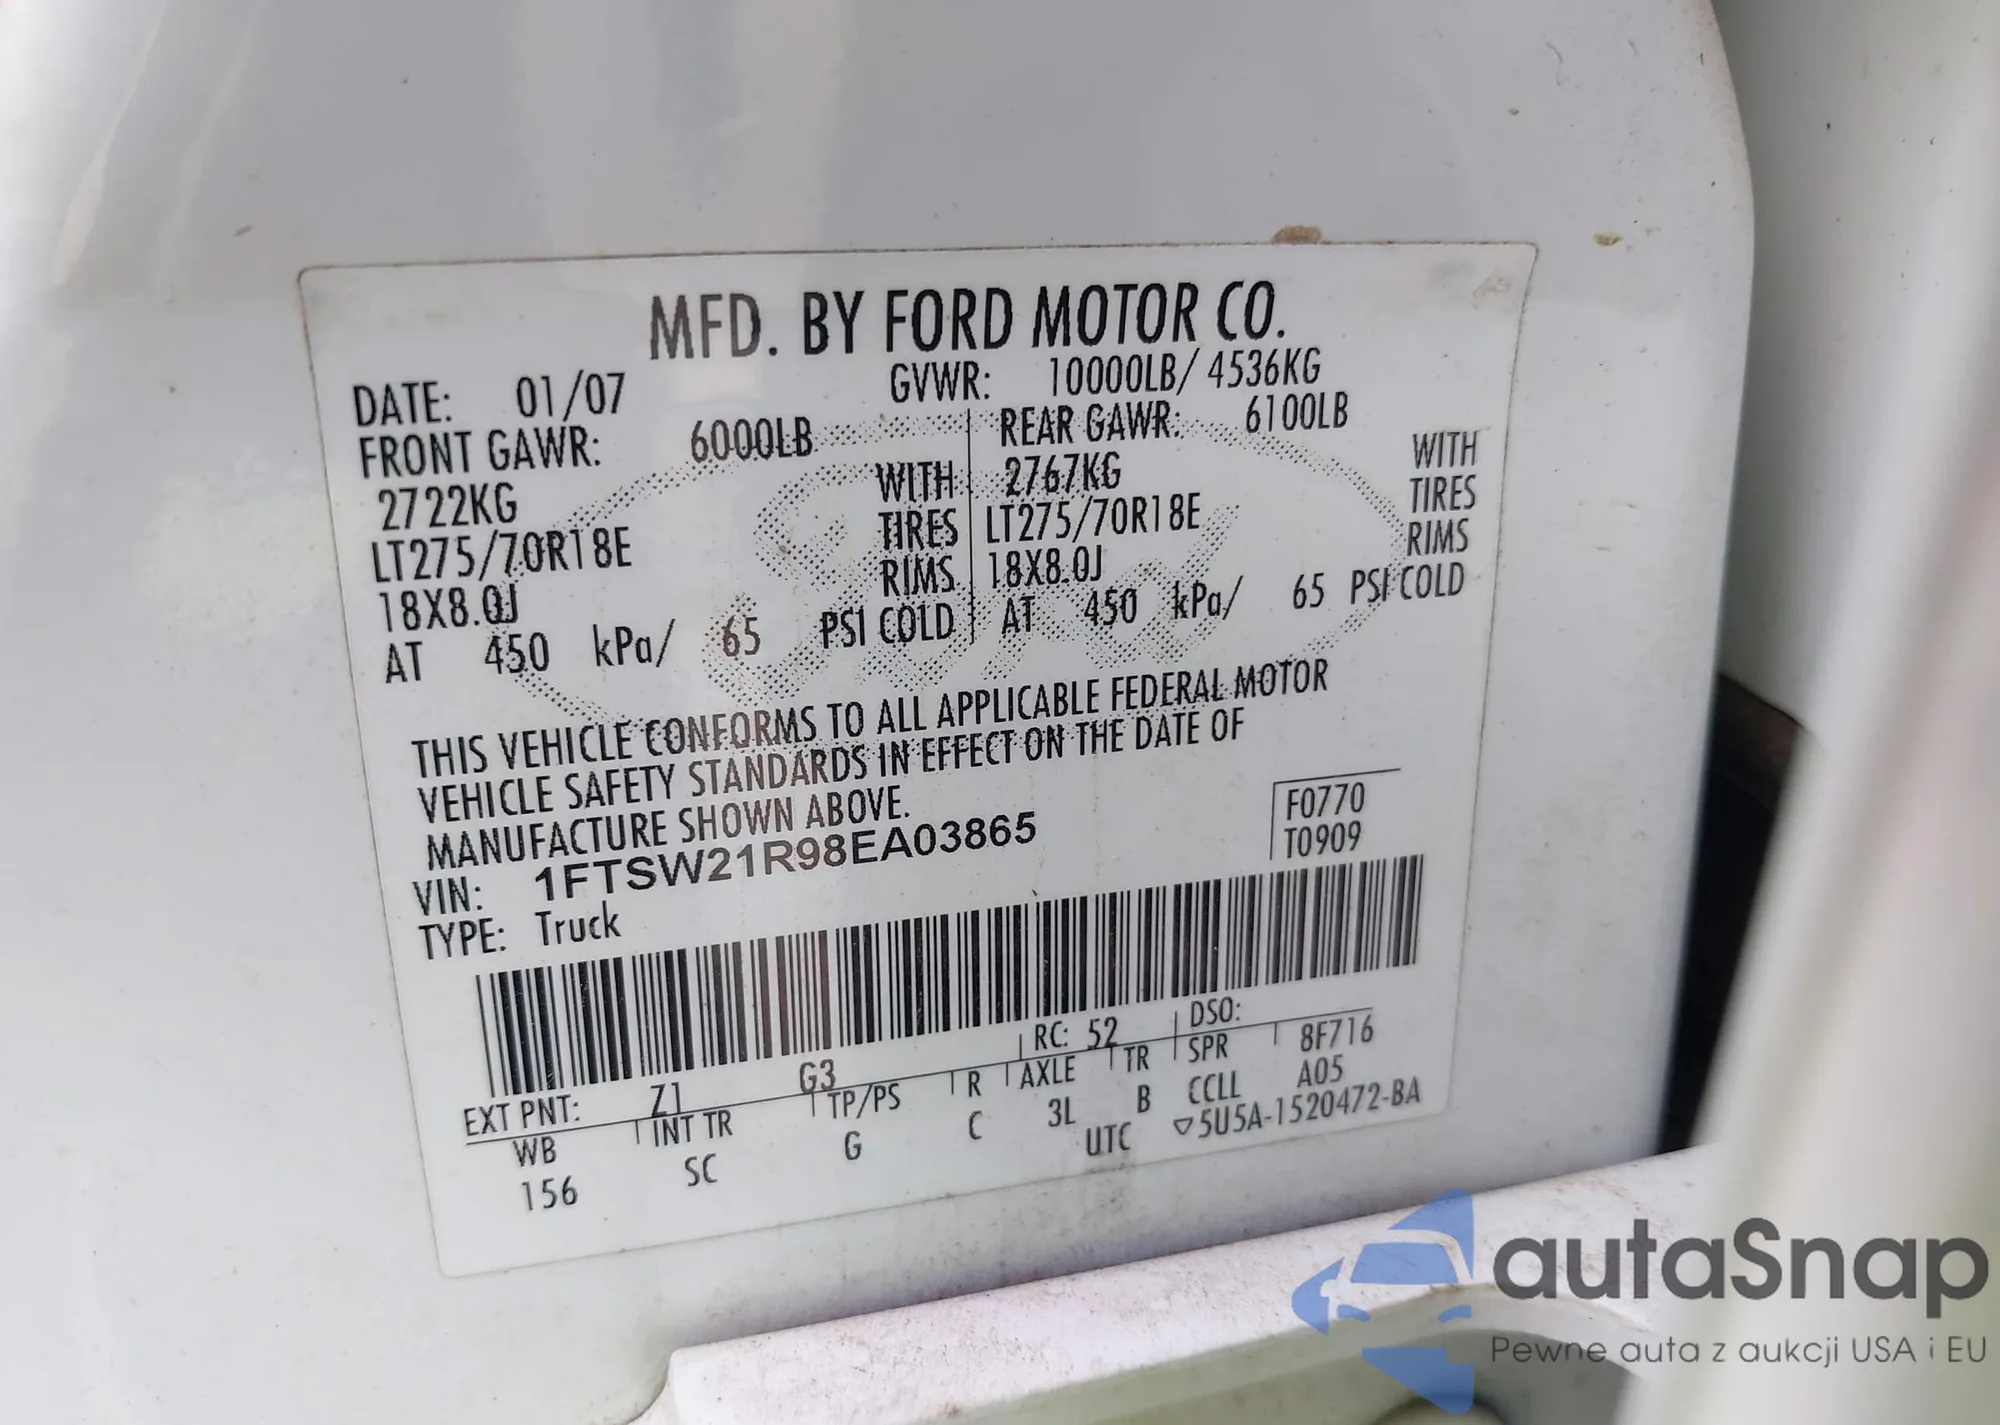 MFD. BY FORD MOTOR CO.
DATE: 01/07 GVWR: 10000LB/ 4536KG
FRONT GAWR: 6000LB REAR GAWR: 6100LB
2722KG WITH 2767KG WITH
LT275/70R18E TIRES LT275/70R18E TIRES
18X8.0J RIMS 18X8.0J RIMS
AT 450 kPa/ 65 PSI COLD AT 450 kPa/ 65 PSI COLD
THIS VEHICLE CONFORMS TO ALL APPLICABLE FEDERAL MOTOR
VEHICLE SAFETY STANDARDS IN EFFECT ON THE DATE OF
MANUFACTURE SHOWN ABOVE.
F0770
VIN: 1FTSW21R98EA03865 T0909
TYPE: Truck
EXT PNT: Z1 G3 RC: 52 DSO:
WB INT TR TP/PS R AXLE TR SPR 8F716
156 SC G C 3L B CCLL A05
UTC ▽5U5A-1520472-BA
autaSnap
Pewne auta z aukcji USA i EU